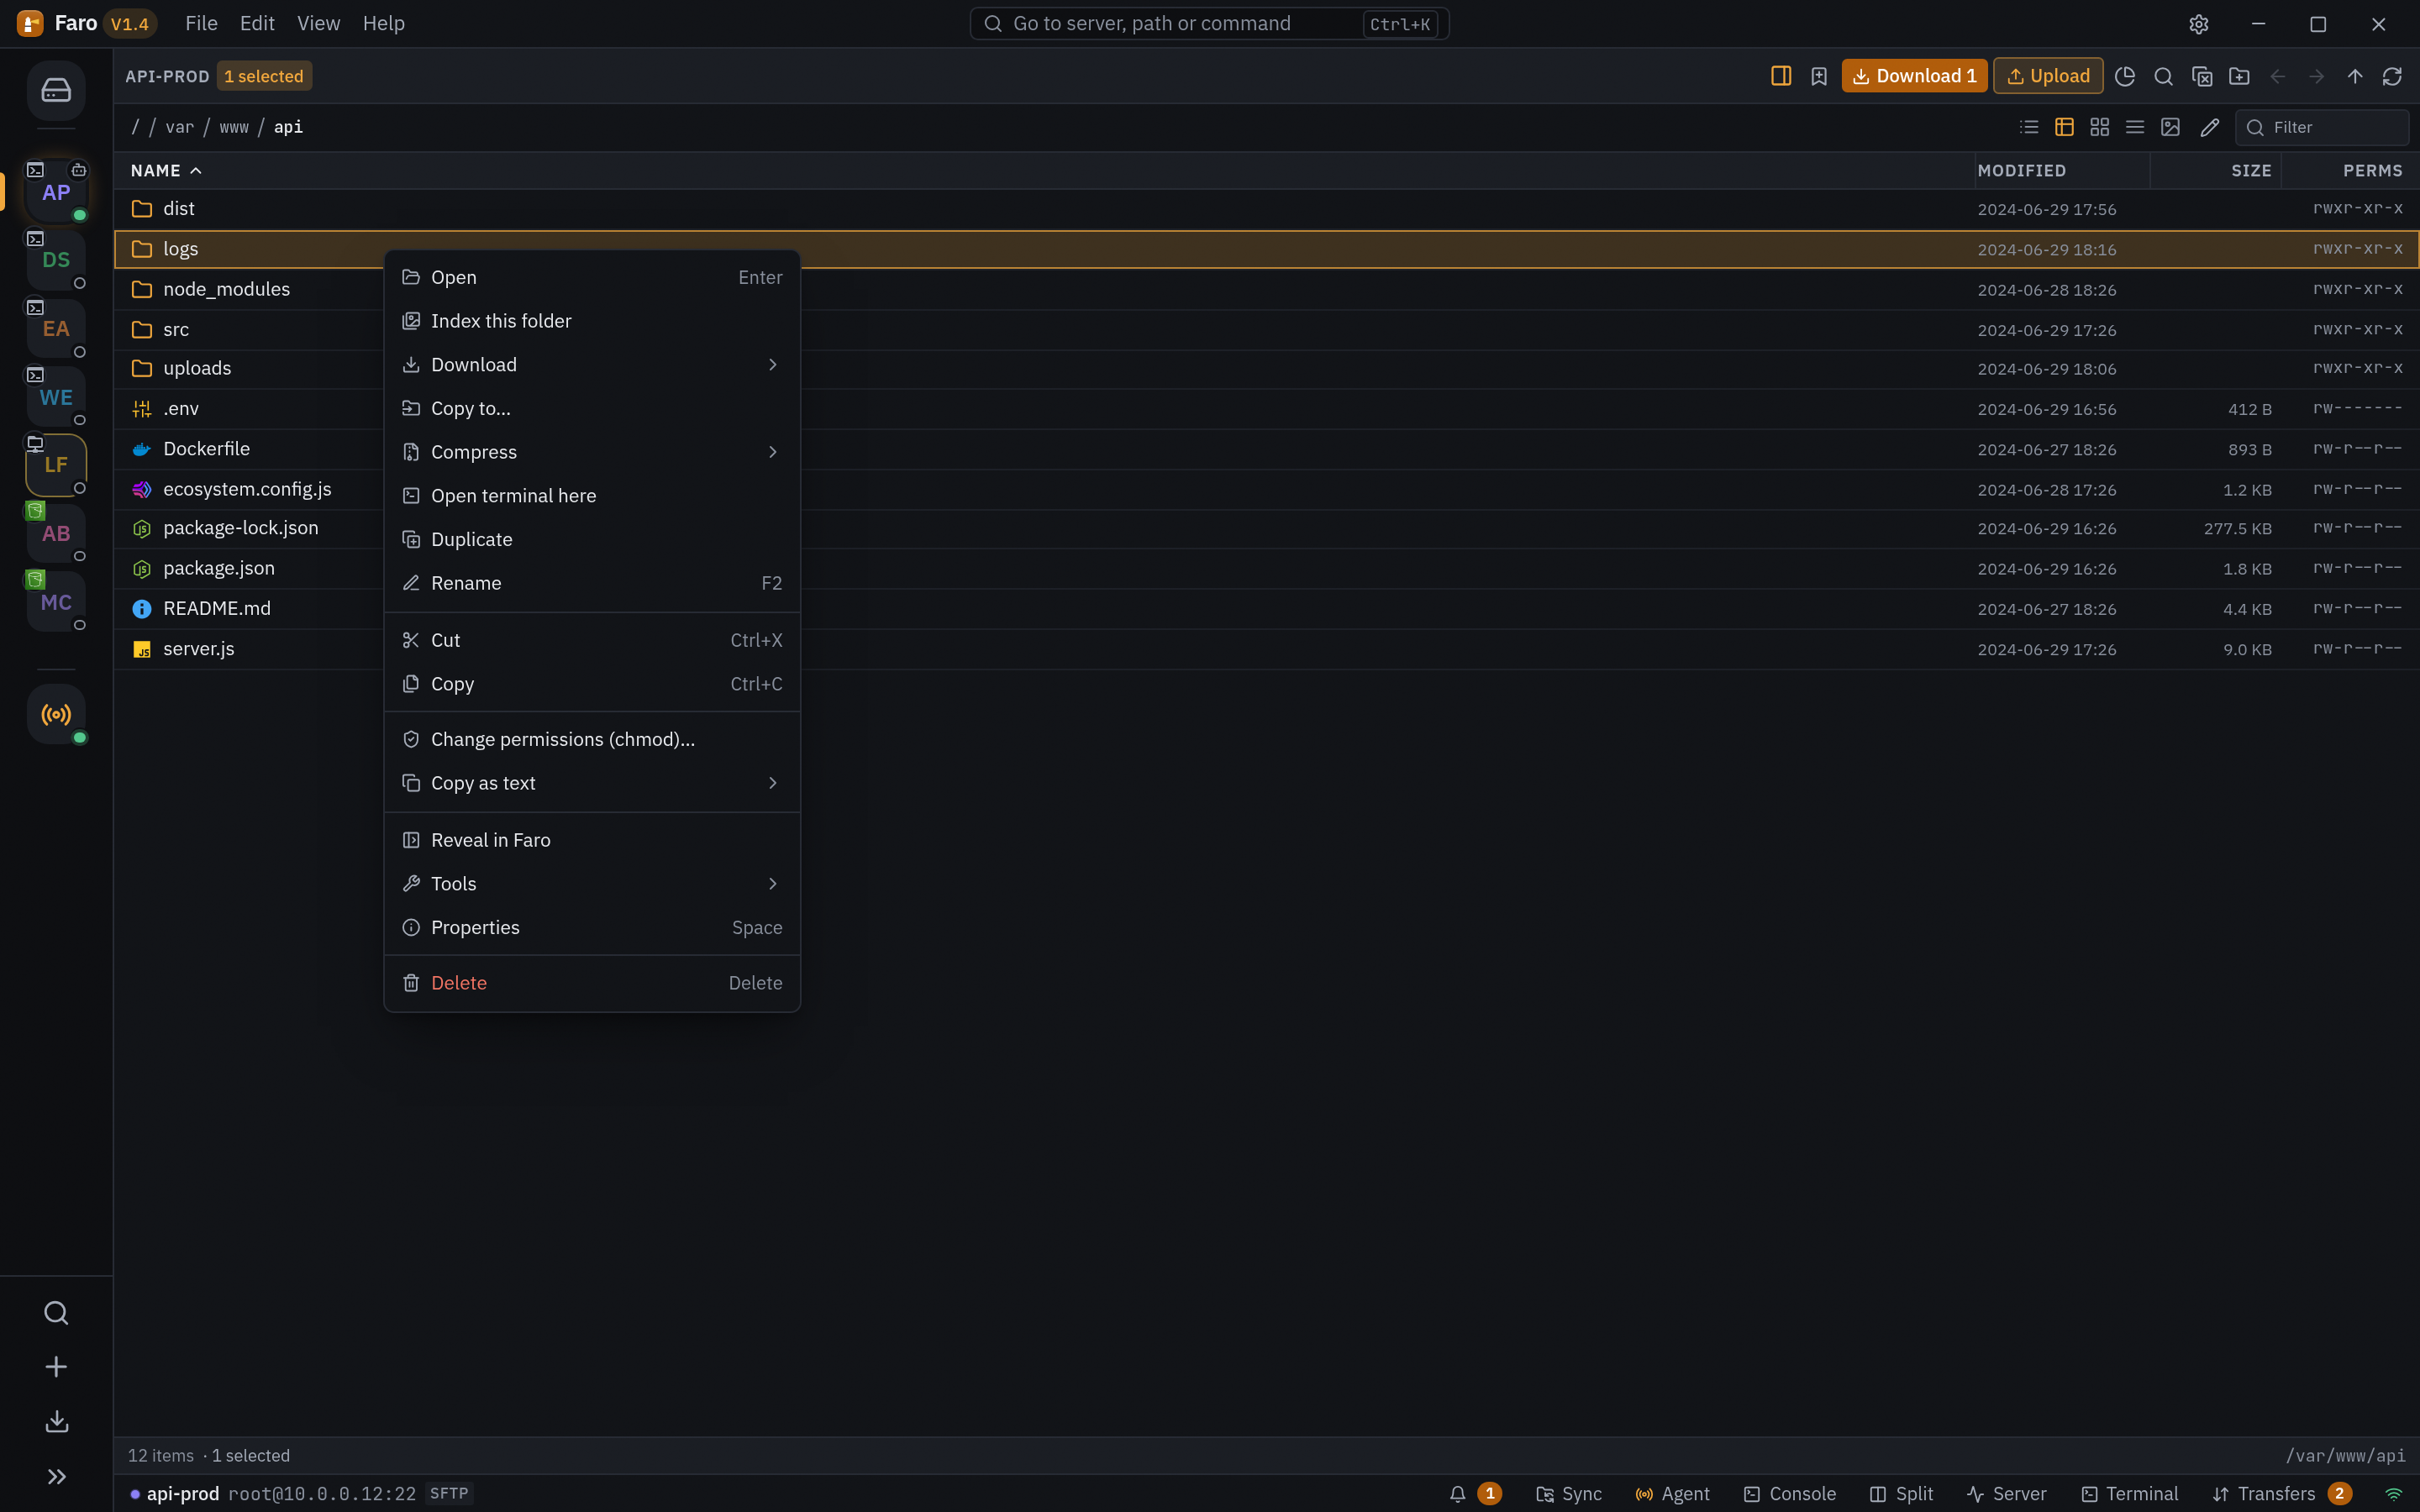 Faro V1.4 File Edit View Help Go to server, path or command Ctrl+K
API-PROD 1 selected Download 1 Upload
/ / var / www / api Filter
NAME MODIFIED SIZE PERMS
AP
DS
EA
WE
LF
AB
MC
dist 2024-06-29 17:56 rwxr-xr-x
logs 2024-06-29 18:16 rwxr-xr-x
node_modules 2024-06-28 18:26 rwxr-xr-x
src 2024-06-29 17:26 rwxr-xr-x
uploads 2024-06-29 18:06 rwxr-xr-x
.env 2024-06-29 16:56 412 B rw-------
Dockerfile 2024-06-27 18:26 893 B rw-r--r--
ecosystem.config.js 2024-06-28 17:26 1.2 KB rw-r--r--
package-lock.json 2024-06-29 16:26 277.5 KB rw-r--r--
package.json 2024-06-29 16:26 1.8 KB rw-r--r--
README.md 2024-06-27 18:26 4.4 KB rw-r--r--
server.js 2024-06-29 17:26 9.0 KB rw-r--r--
Open Enter
Index this folder
Download
Copy to...
Compress
Open terminal here
Duplicate
Rename F2
Cut Ctrl+X
Copy Ctrl+C
Change permissions (chmod)...
Copy as text
Reveal in Faro
Tools
Properties Space
Delete Delete
12 items · 1 selected /var/www/api
api-prod root@10.0.0.12:22 SFTP 1 Sync Agent Console Split Server Terminal Transfers 2